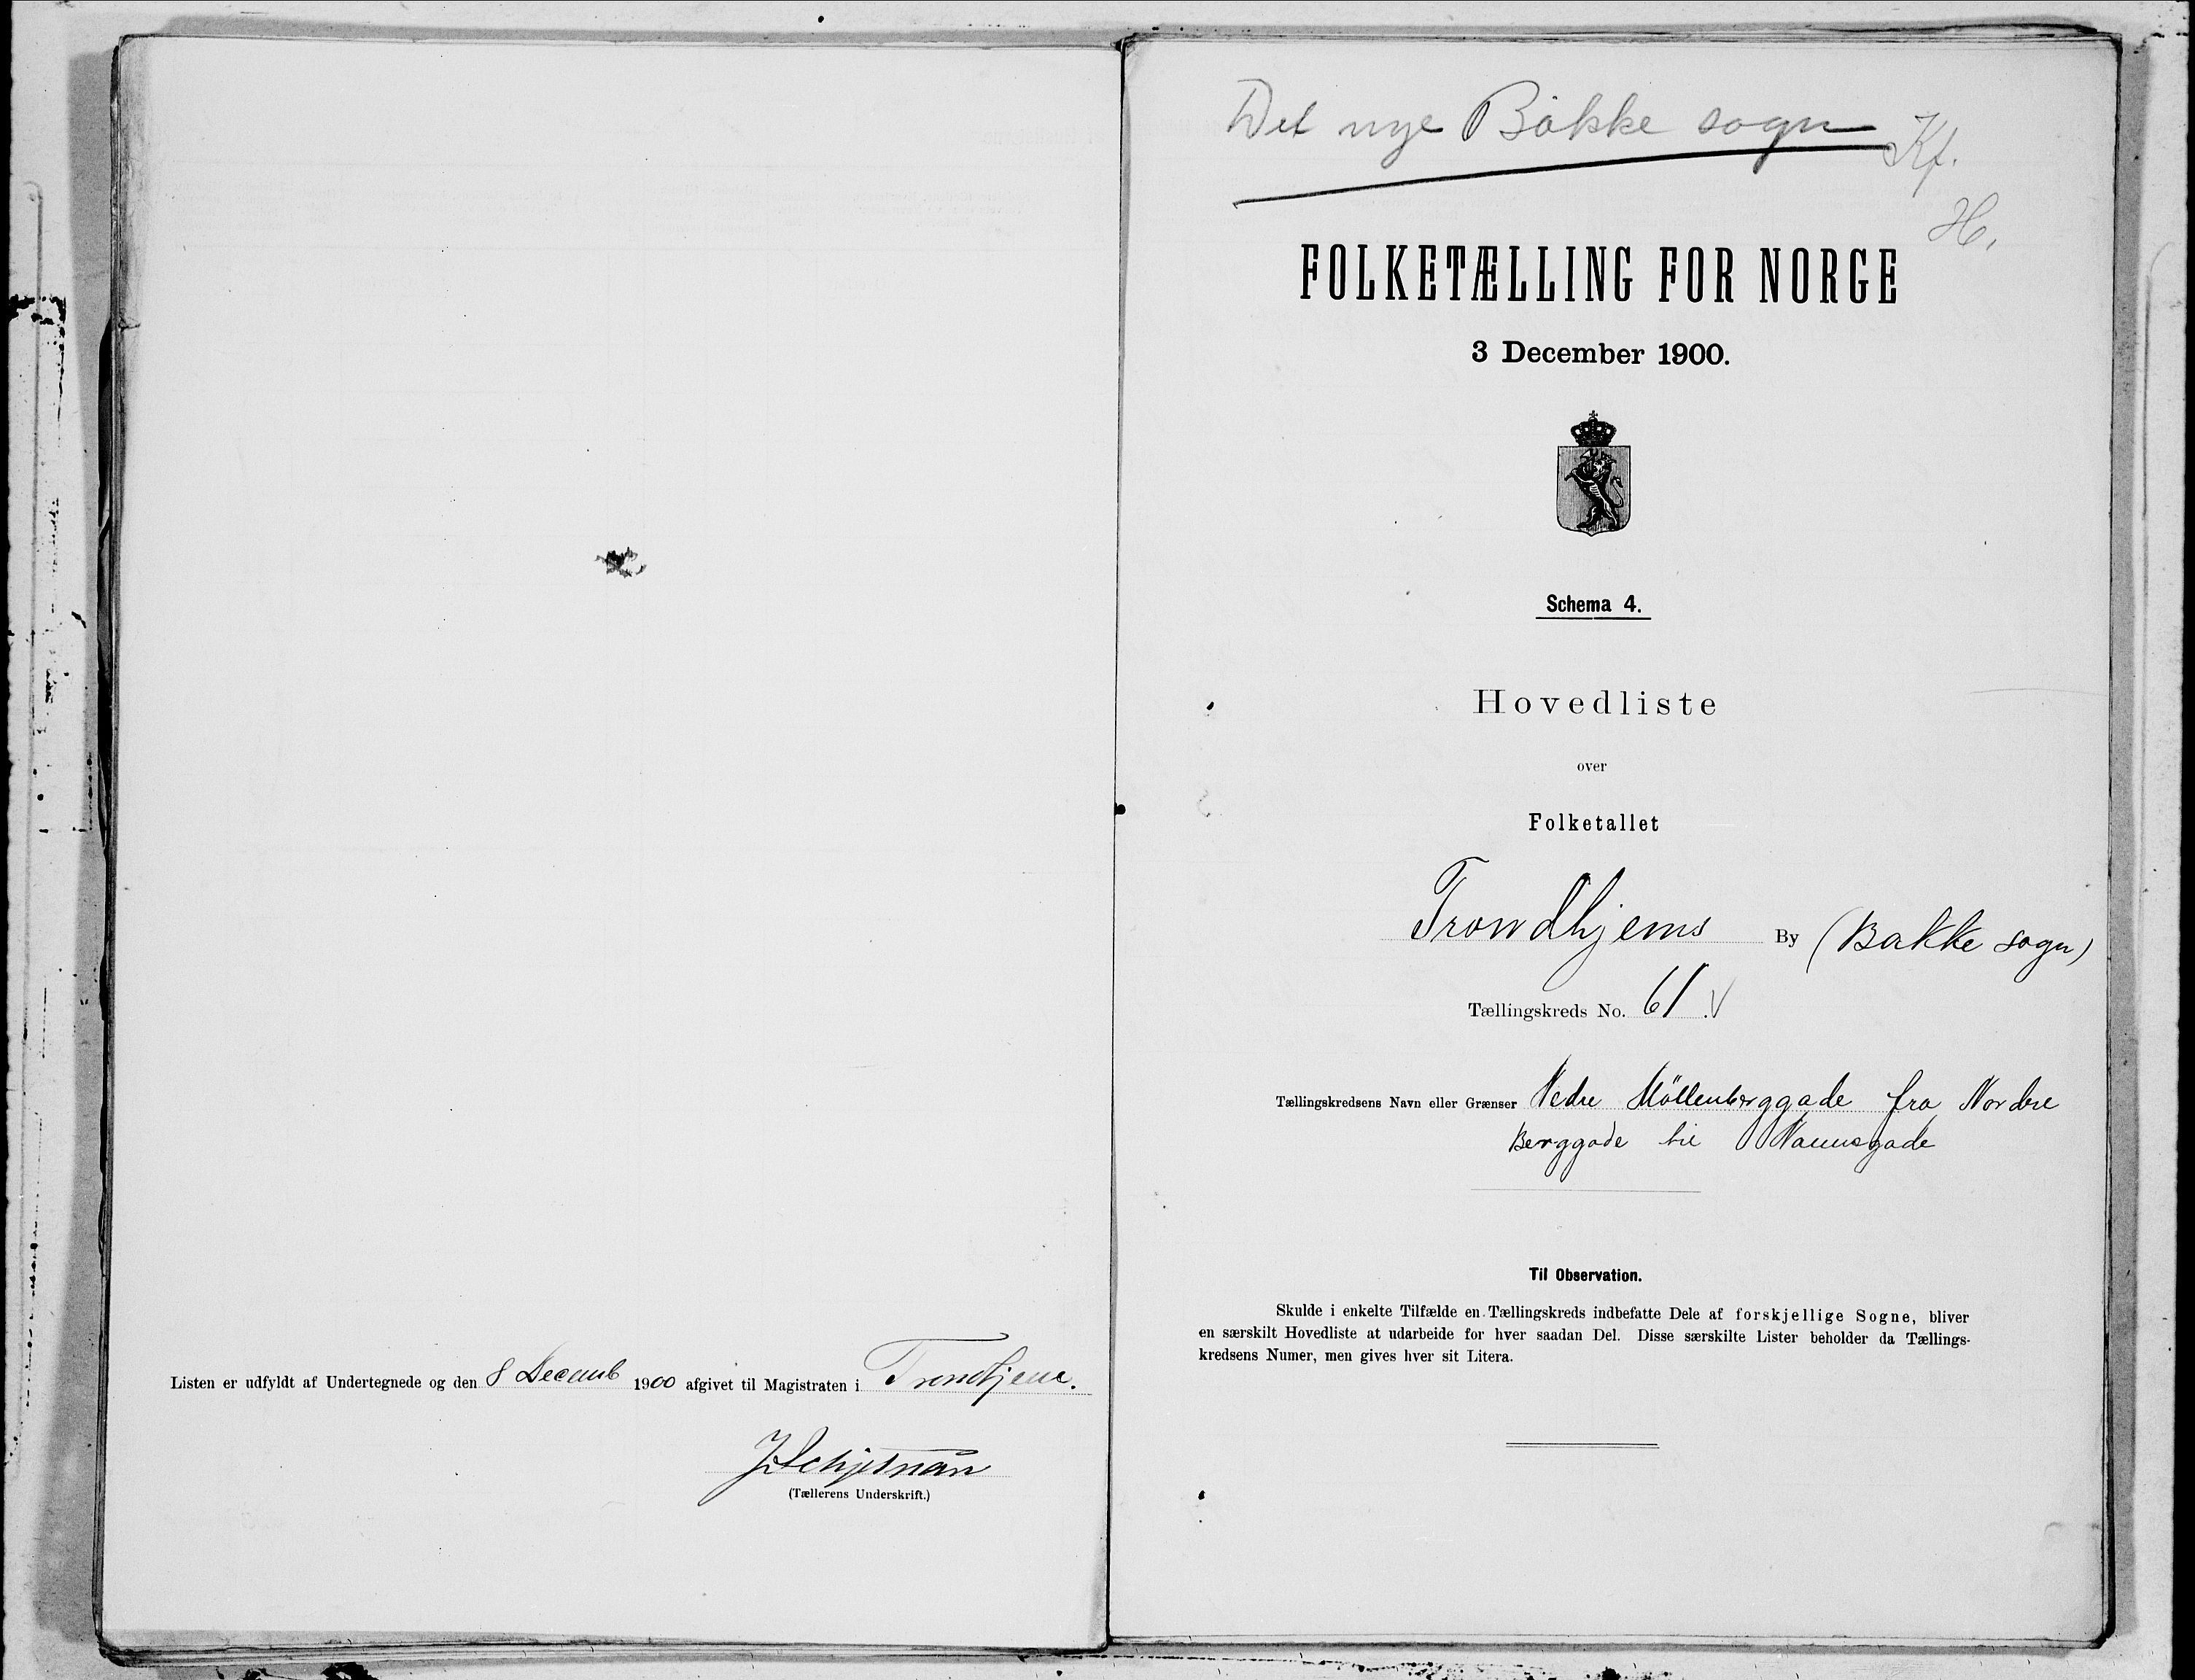 Listen er udfyldt af Undertegnede og den 8 Decemb 1900 afgivet til Magistraten i Trondhjem.
(Tællerens Underskrift.)
Det nye Bakke sogn
Kf.
H.
FOLKETÆLLING FOR NORGE
3 December 1900.
Schema 4.
Hovedliste
over
Folketallet
Trondhjems By (Bakke sogn)
Tællingskreds No. 61.
Tællingskredsens Navn eller Grænser Nedre Möllenberggade fra Nordre
Berggade til Nannasgade
Til Observation.
Skulde i enkelte Tilfælde en Tællingskreds indbefatte Dele af forskjellige Sogne, bliver
en særskilt Hovedliste at udarbeide for hver saadan Del. Disse særskilte Lister beholder da Tællings-
kredsens Numer, men gives hver sit Litera.